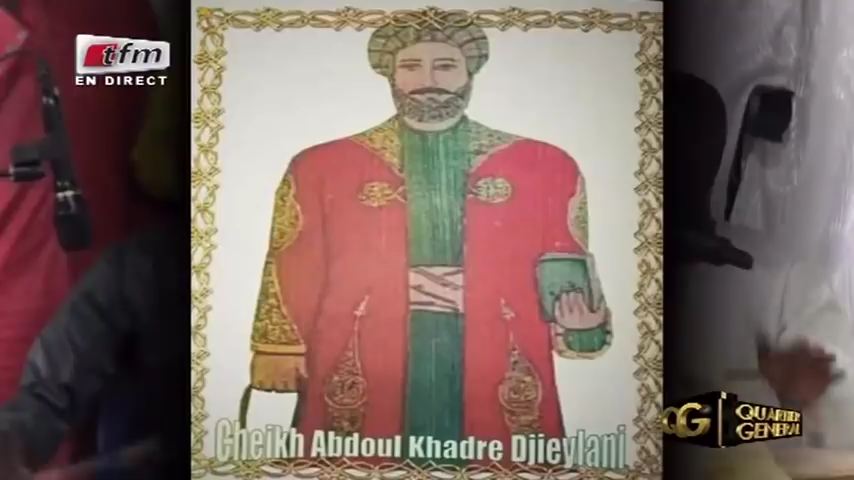 tfm
EN DIRECT
Cheikh Abdoul Khadre Djieylani
QG
QUARTIER
GENERAL